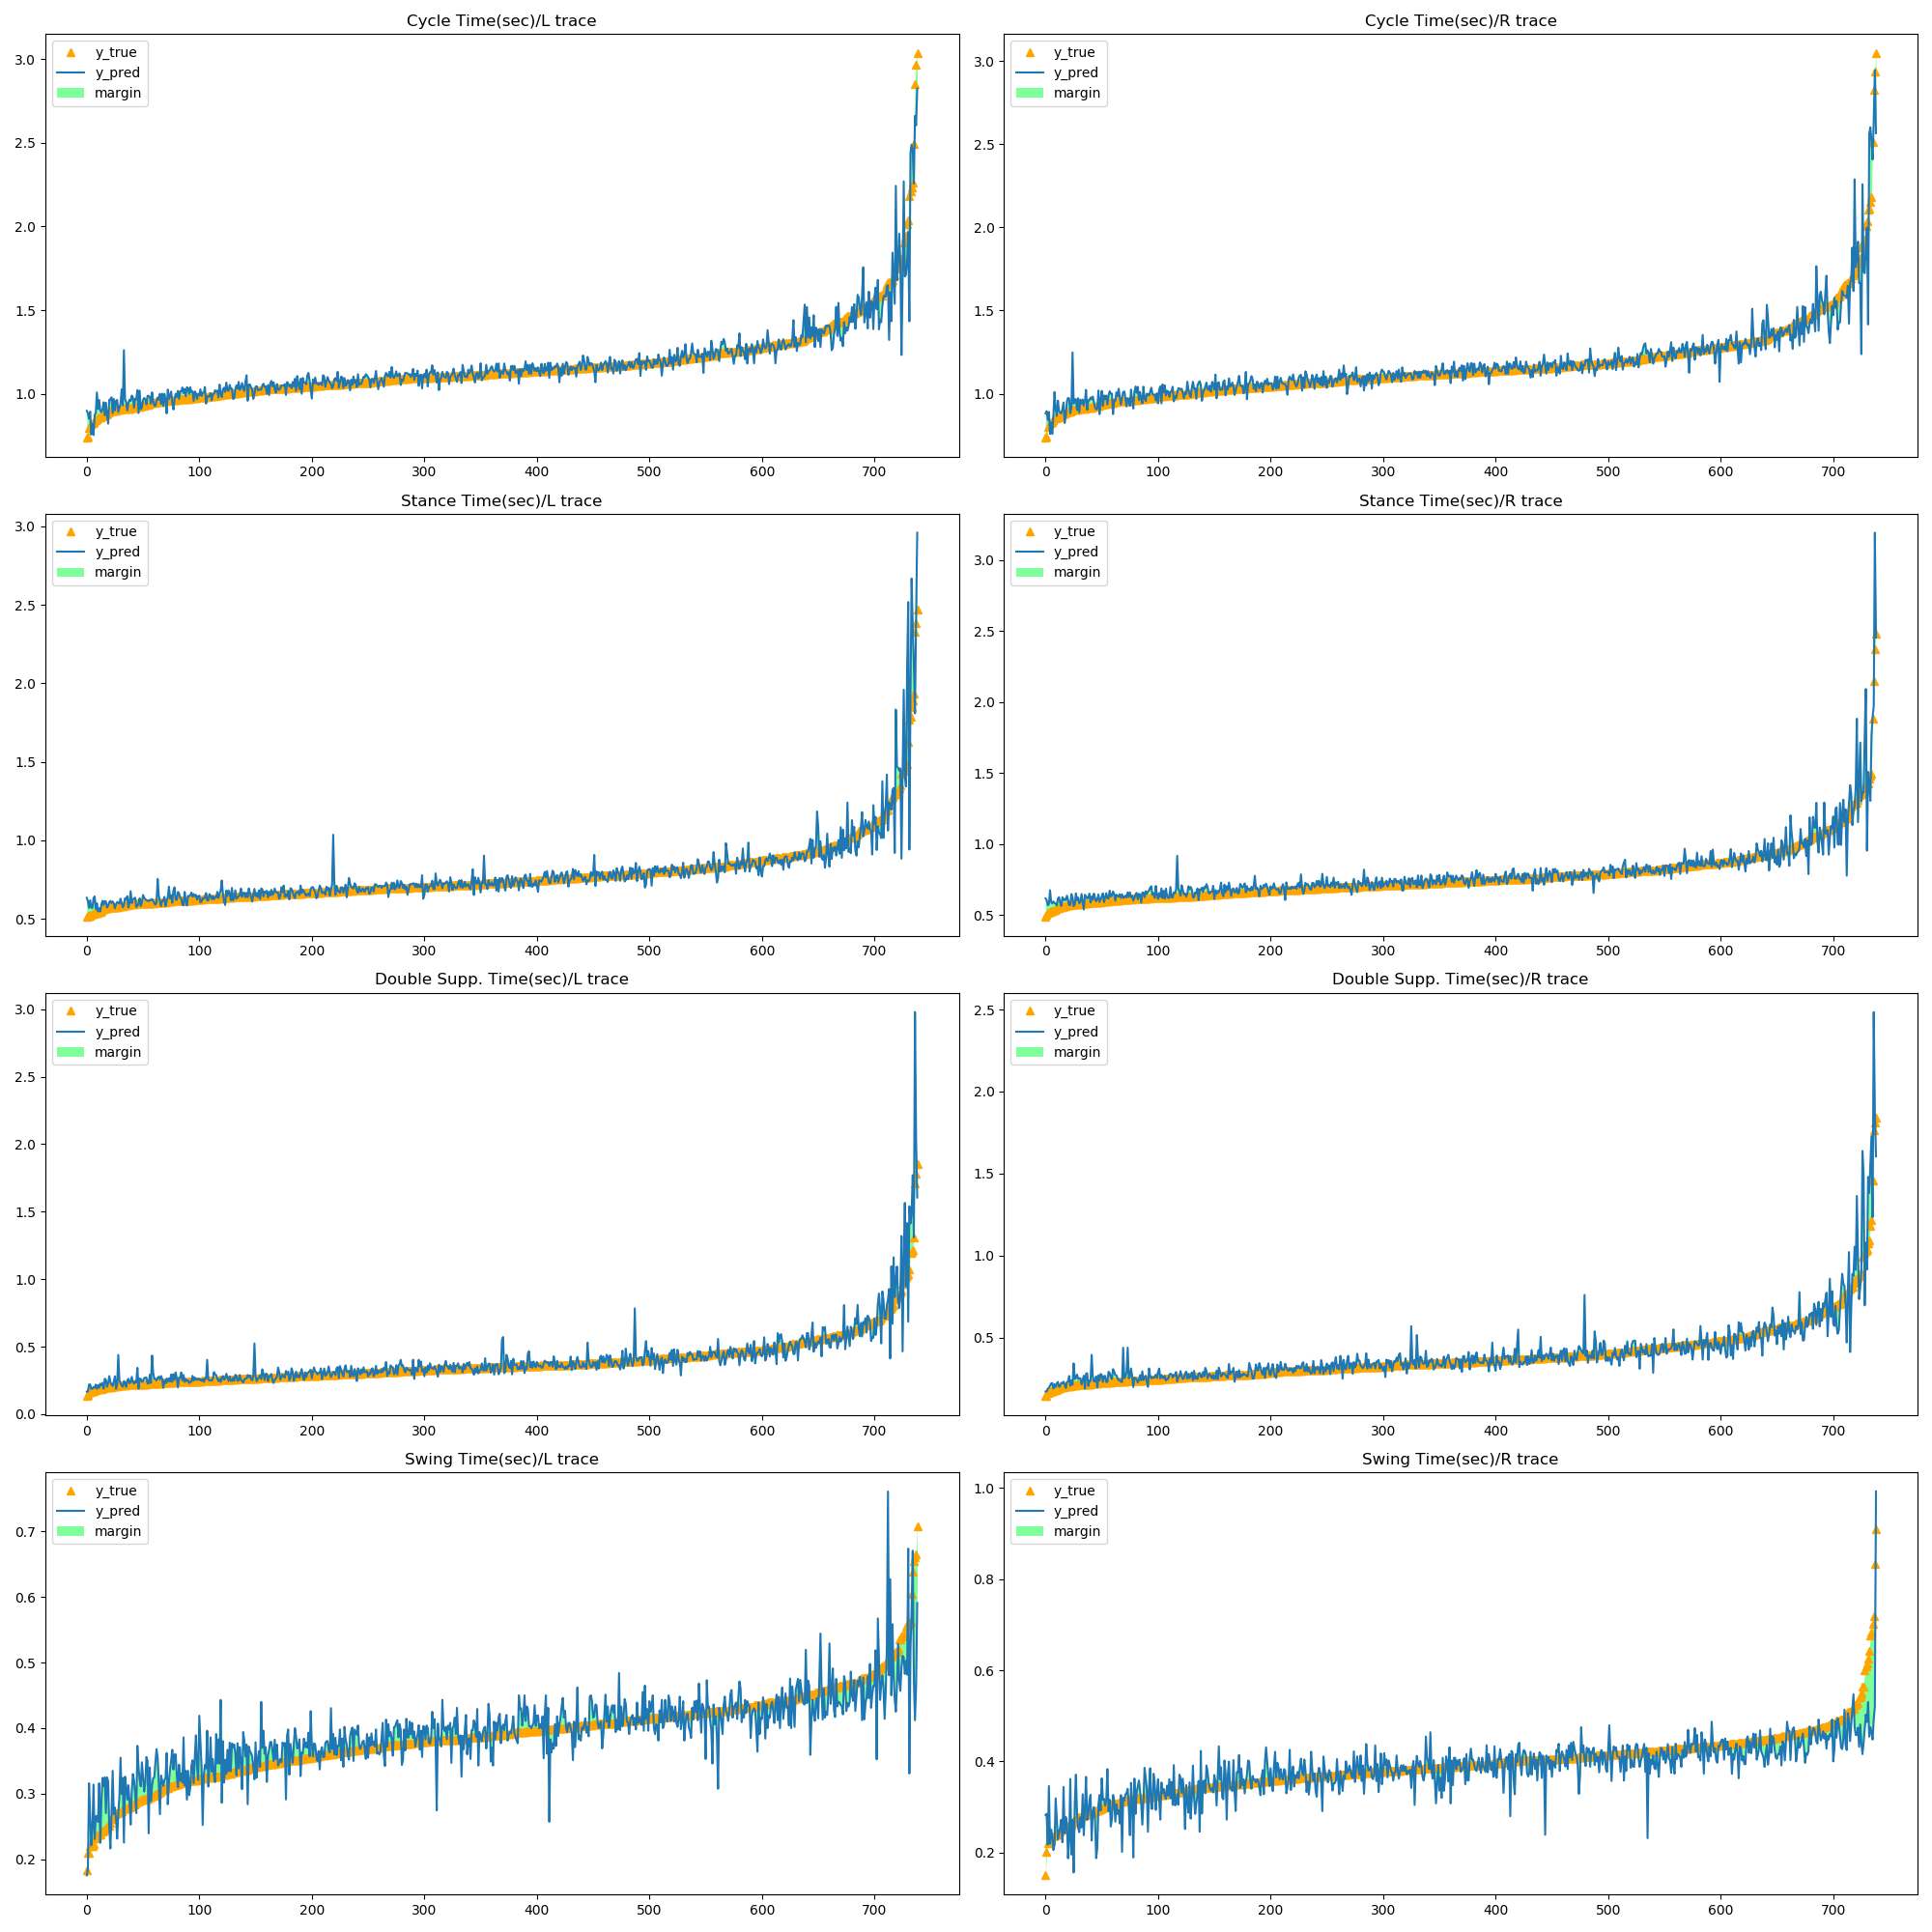 Cycle Time(sec)/L trace
3.0
2.5
2.0
1.5
1.0
y_true
y_pred
margin
0 100 200 300 400 500 600 700
Cycle Time(sec)/R trace
3.0
2.5
2.0
1.5
1.0
y_true
y_pred
margin
0 100 200 300 400 500 600 700
Stance Time(sec)/L trace
3.0
2.5
2.0
1.5
1.0
0.5
y_true
y_pred
margin
0 100 200 300 400 500 600 700
Stance Time(sec)/R trace
3.0
2.5
2.0
1.5
1.0
0.5
y_true
y_pred
margin
0 100 200 300 400 500 600 700
Double Supp. Time(sec)/L trace
3.0
2.5
2.0
1.5
1.0
0.5
0.0
y_true
y_pred
margin
0 100 200 300 400 500 600 700
Double Supp. Time(sec)/R trace
2.5
2.0
1.5
1.0
0.5
y_true
y_pred
margin
0 100 200 300 400 500 600 700
Swing Time(sec)/L trace
0.7
0.6
0.5
0.4
0.3
0.2
y_true
y_pred
margin
0 100 200 300 400 500 600 700
Swing Time(sec)/R trace
1.0
0.8
0.6
0.4
0.2
y_true
y_pred
margin
0 100 200 300 400 500 600 700